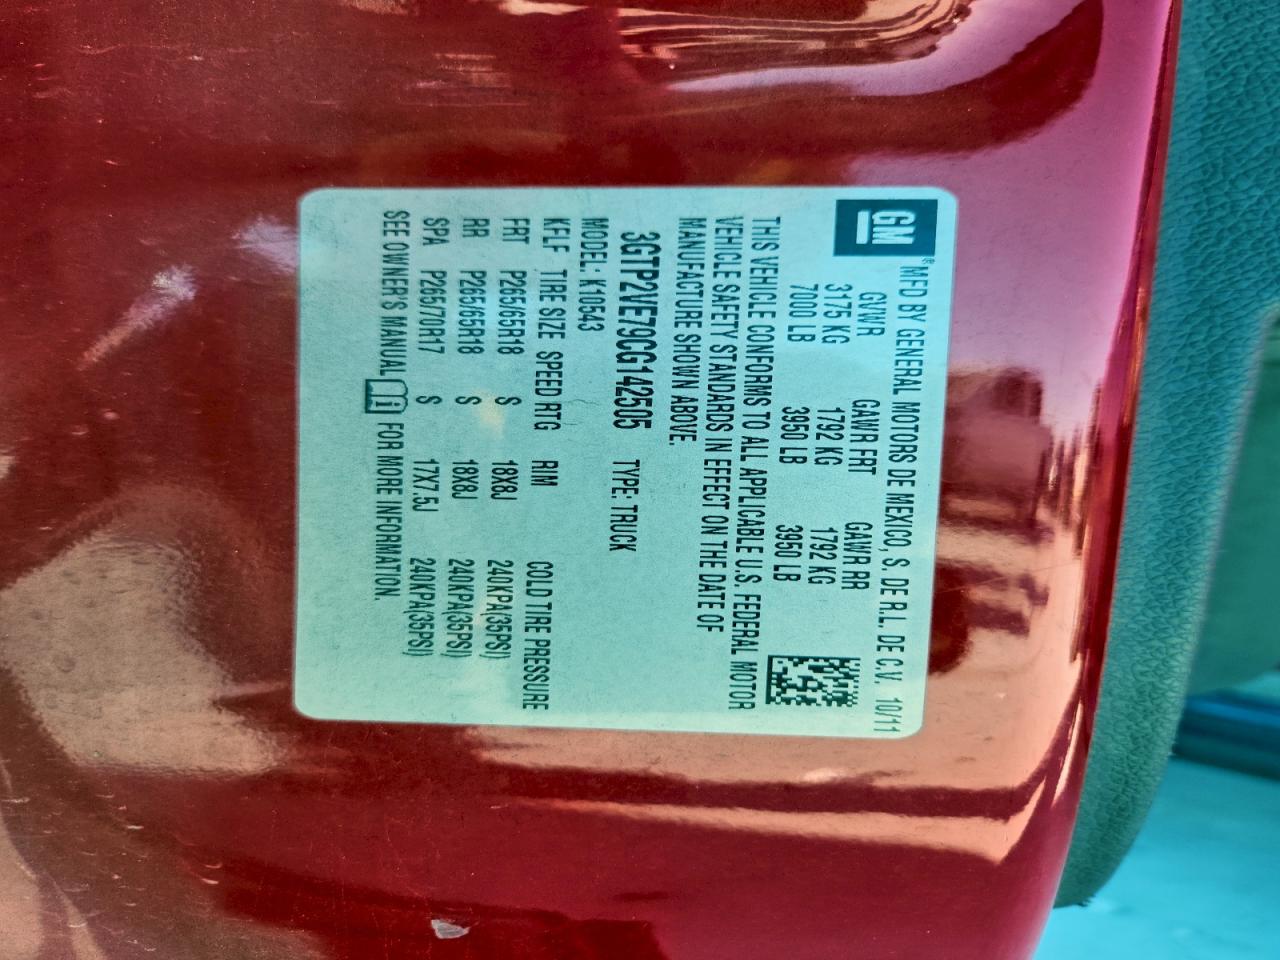 GM
® MFD BY GENERAL MOTORS DE MEXICO, S. DE R.L. DE C.V. 10/11
GVWR GAWR FRT GAWR RR
3175 KG 1792 KG 1792 KG
7000 LB 3950 LB 3950 LB
THIS VEHICLE CONFORMS TO ALL APPLICABLE U.S. FEDERAL MOTOR
VEHICLE SAFETY STANDARDS IN EFFECT ON THE DATE OF
MANUFACTURE SHOWN ABOVE.
3GTP2VE79CG142505 TYPE: TRUCK
MODEL: K10543
KFLF TIRE SIZE SPEED RTG RIM COLD TIRE PRESSURE
FRT P265/65R18 S 18X8J 240KPA(35PSI)
RR P265/65R18 S 18X8J 240KPA(35PSI)
SPA P265/70R17 S 17X7.5J 240KPA(35PSI)
SEE OWNER'S MANUAL FOR MORE INFORMATION.